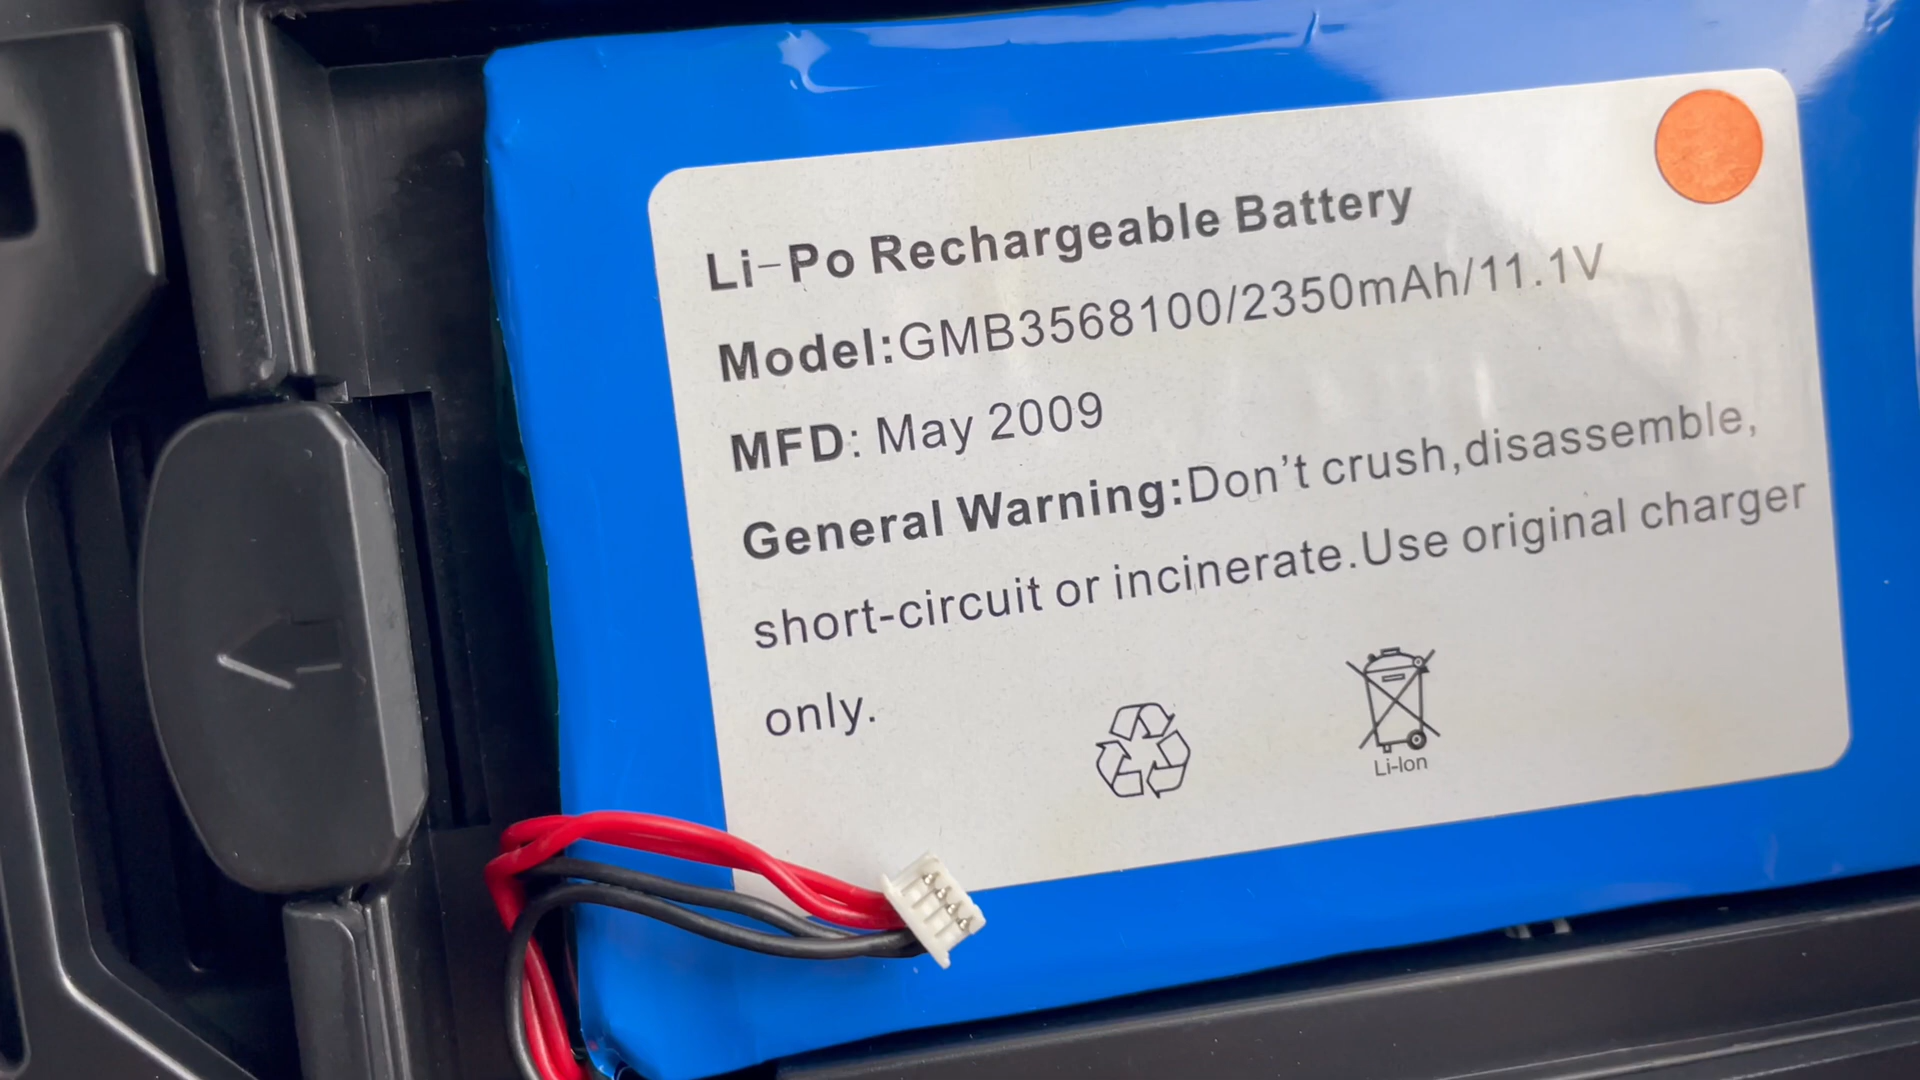 Li-Po Rechargeable Battery
Model:GMB3568100/2350mAh/11.1V
MFD: May 2009
General Warning:Don't crush,disassemble,
short-circuit or incinerate.Use original charger
only.
Li-Ion